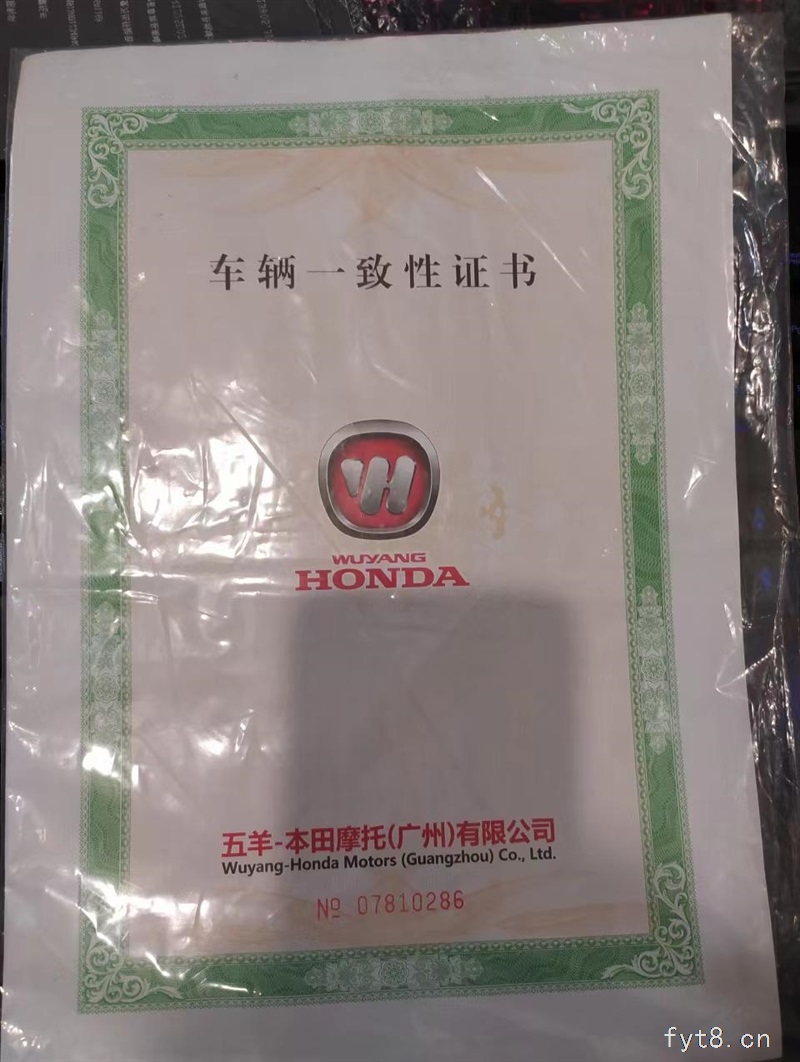 车辆一致性证书
WUYANG
HONDA
五羊-本田摩托(广州)有限公司
Wuyang-Honda Motors (Guangzhou) Co., Ltd.
№ 07810286
fyt8.cn